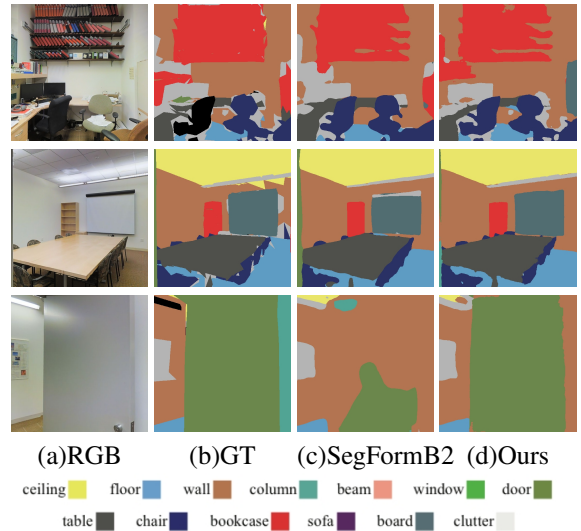 (a)RGB (b)GT (c)SegFormB2 (d)Ours
ceiling floor wall column beam window door
table chair bookcase sofa board clutter